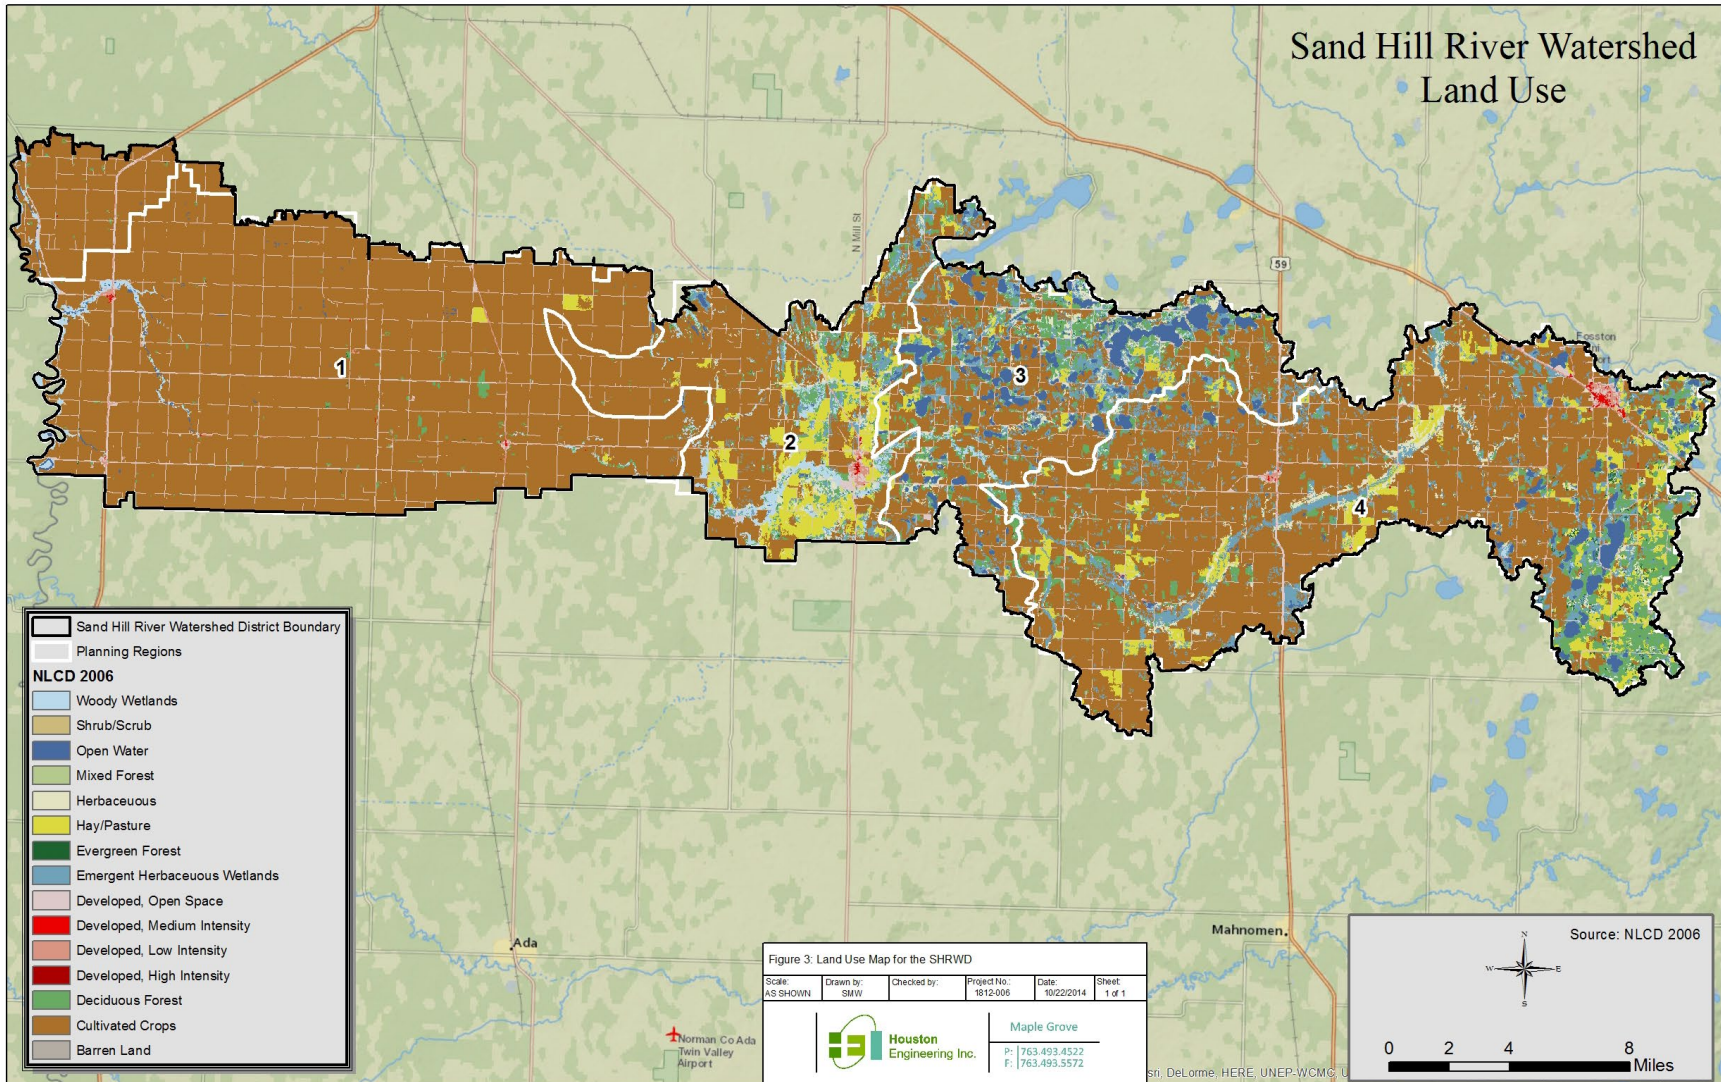 Sand Hill River Watershed
Land Use
N Mill St
59
Fosston
1
2
3
4
Sand Hill River Watershed District Boundary
Planning Regions
NLCD 2006
Woody Wetlands
Shrub/Scrub
Open Water
Mixed Forest
Herbaceuous
Hay/Pasture
Evergreen Forest
Emergent Herbaceuous Wetlands
Developed, Open Space
Developed, Medium Intensity
Developed, Low Intensity
Developed, High Intensity
Deciduous Forest
Cultivated Crops
Barren Land
Ada
Mahnomen
Norman Co Ada
Twin Valley
Airport
Figure 3: Land Use Map for the SHRWD
Scale: Drawn by: Checked by: Project No.: Date: Sheet:
AS SHOWN SMW 1812-006 10/22/2014 1 of 1
Houston
Engineering Inc.
Maple Grove
P: 763.493.4522
F: 763.493.5572
DeLorme, HERE, UNEP-WCMC,
Source: NLCD 2006
N
W E
S
0 2 4 8
Miles